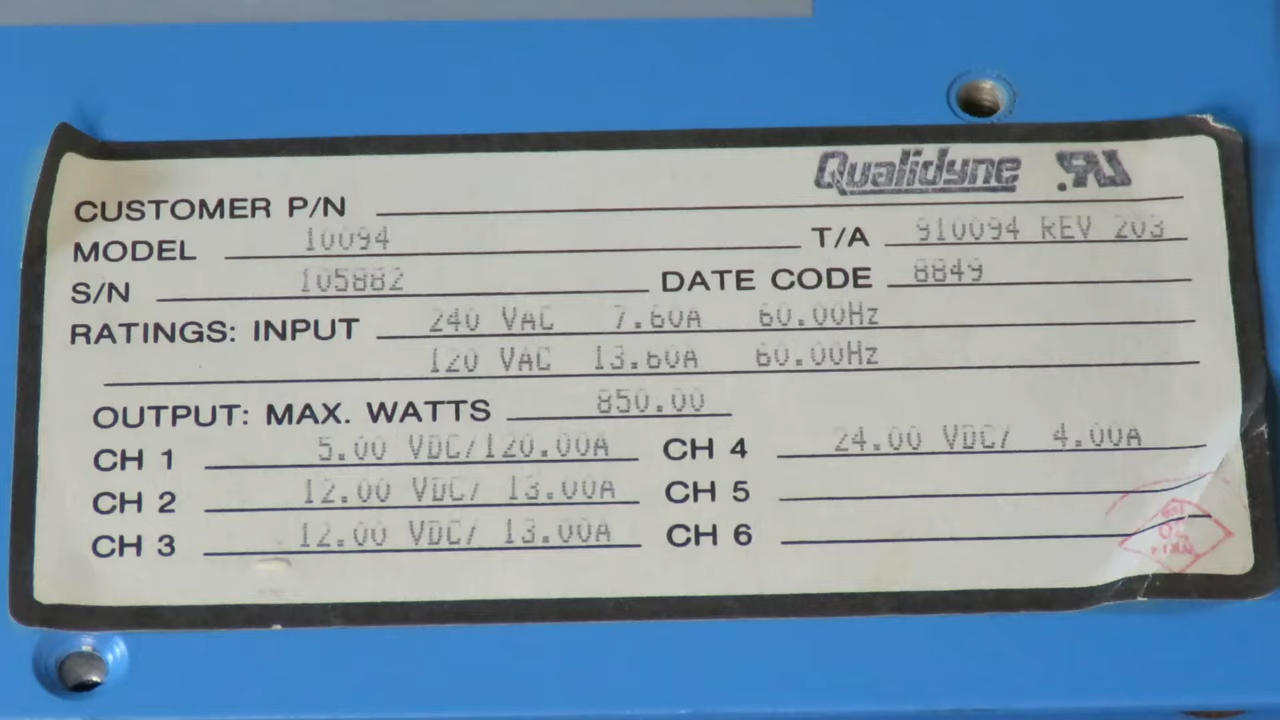 Qualidyne RU
CUSTOMER P/N
MODEL 10094 T/A 910094 REV 203
S/N 105882 DATE CODE 8849
RATINGS: INPUT 240 VAC 7.60A 60.00Hz
120 VAC 13.60A 60.00Hz
OUTPUT: MAX. WATTS 850.00
CH 1 5.00 VDC/120.00A CH 4 24.00 VDC/ 4.00A
CH 2 12.00 VDC/ 13.00A CH 5
CH 3 12.00 VDC/ 13.00A CH 6